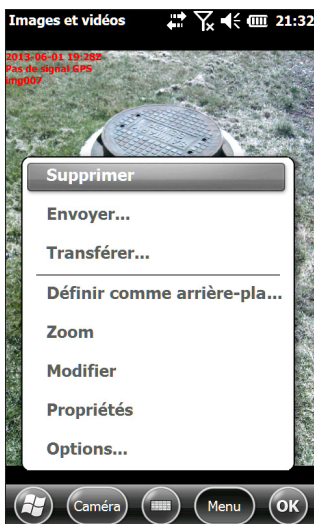 Images et vidéos 21:32
2013-06-01 19:28Z
Pas de signal GPS
img007
Supprimer
Envoyer...
Transférer...
Définir comme arrière-pla...
Zoom
Modifier
Propriétés
Options...
Caméra Menu OK